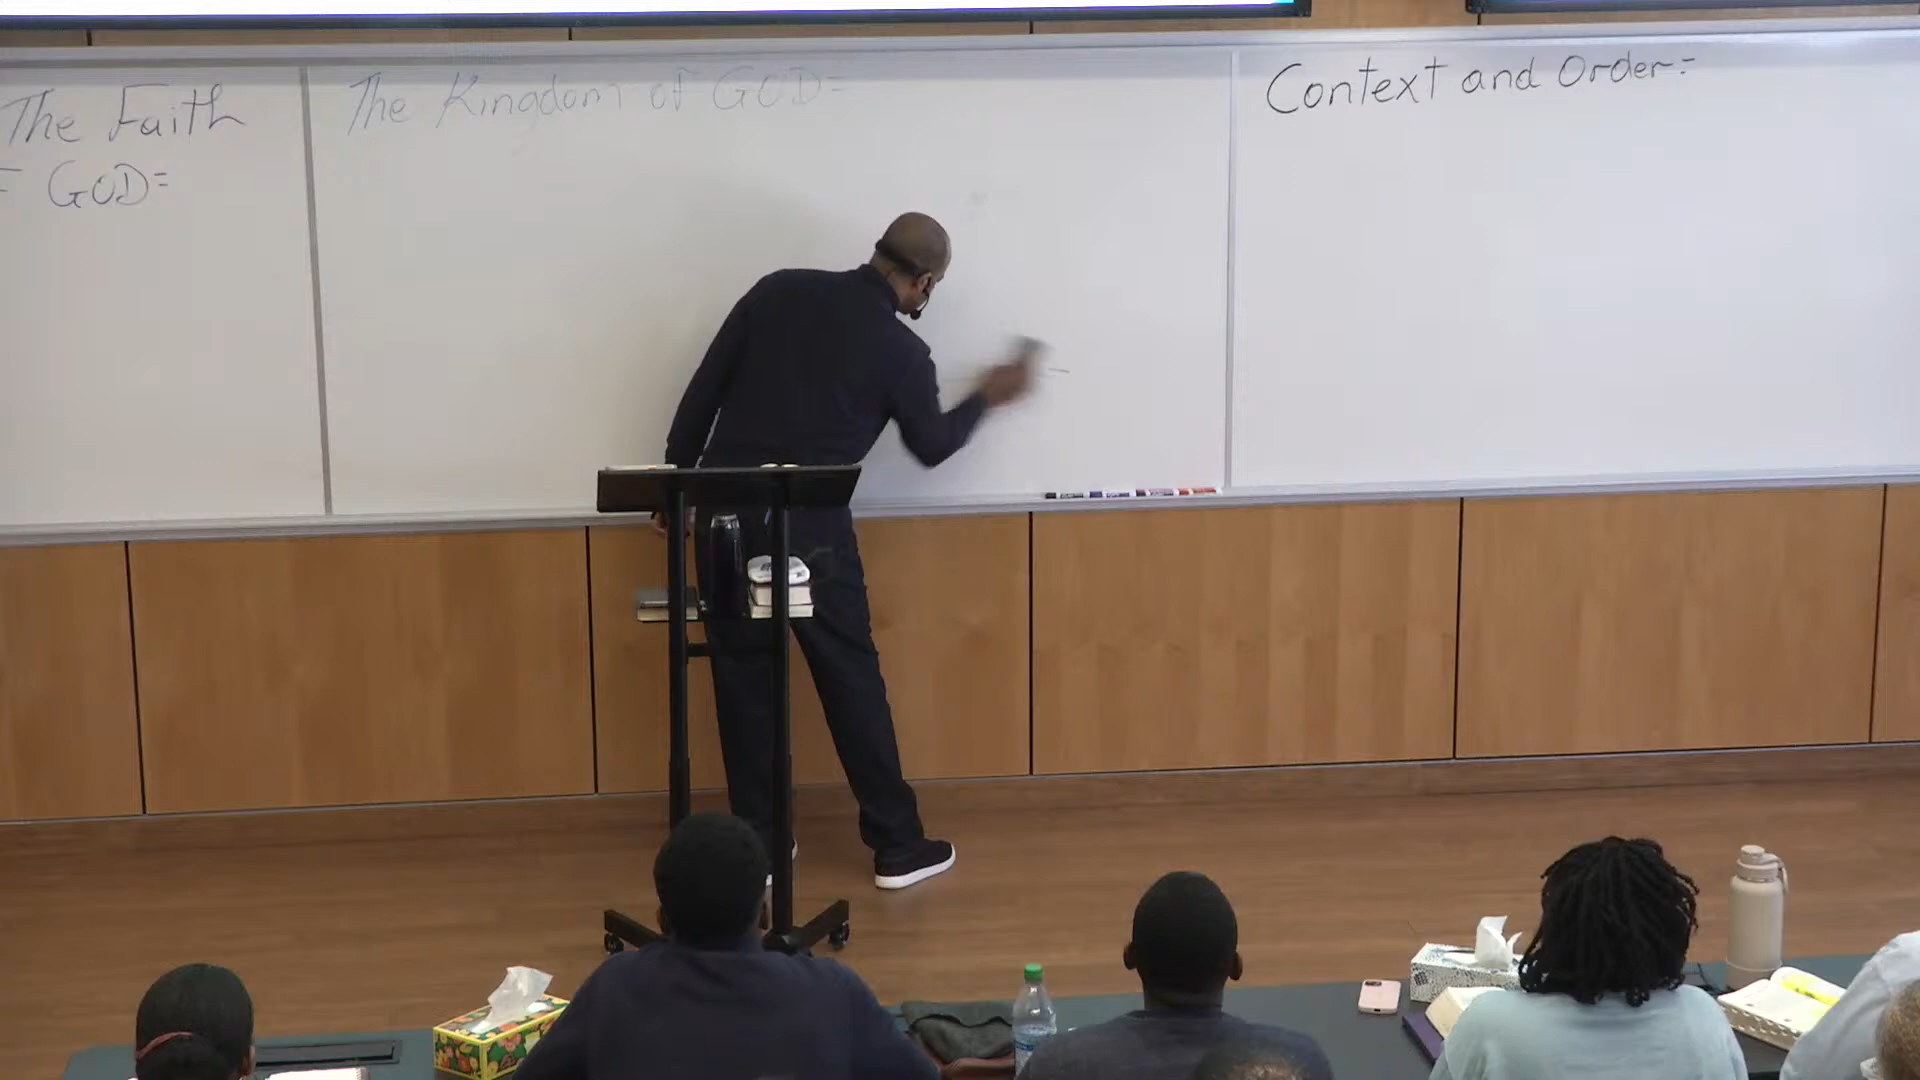 The Faith
F GOD=
The Kingdom of GOD=
Context and Order:-